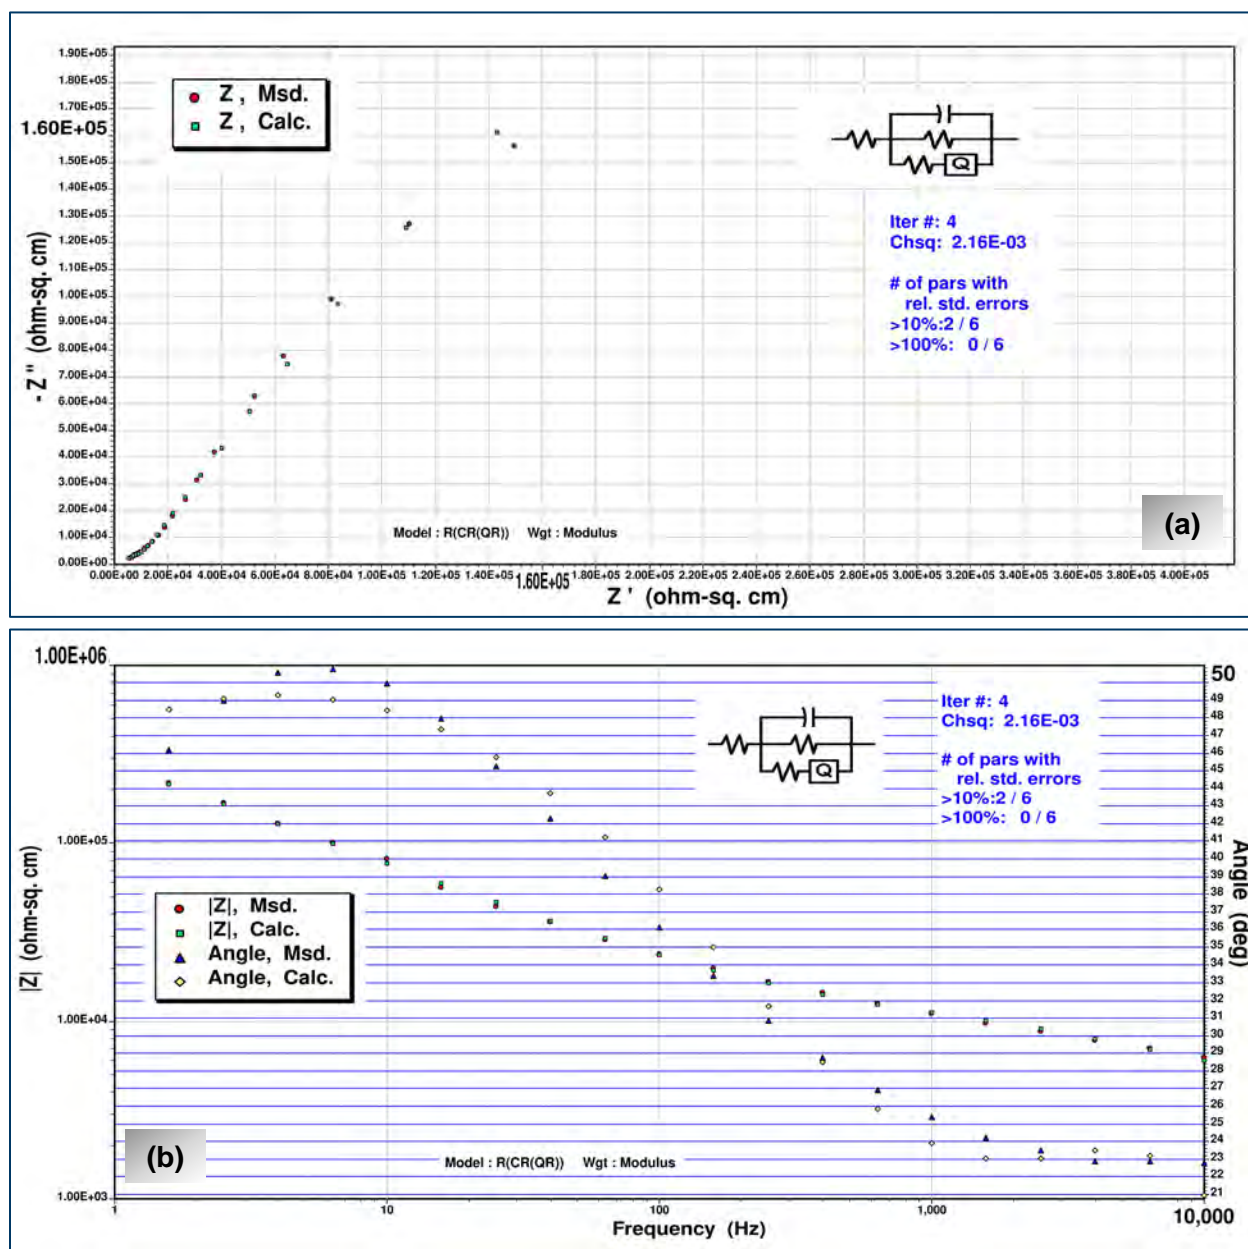 1.90E+05
1.80E+05
1.70E+05
1.60E+05
1.50E+05
1.40E+05
1.30E+05
1.20E+05
1.10E+05
1.00E+05
9.00E+04
8.00E+04
7.00E+04
6.00E+04
5.00E+04
4.00E+04
3.00E+04
2.00E+04
1.00E+04
0.00E+00
- Z " (ohm-sq. cm)
Z , Msd.
Z , Calc.
Q
Iter #: 4
Chsq: 2.16E-03
# of pars with
rel. std. errors
>10%:2 / 6
>100%: 0 / 6
(a)
Model : R(CR(QR)) Wgt : Modulus
0.00E+00 2.00E+04 4.00E+04 6.00E+04 8.00E+04 1.00E+05 1.20E+05 1.40E+05 1.60E+05 1.80E+05 2.00E+05 2.20E+05 2.40E+05 2.60E+05 2.80E+05 3.00E+05 3.20E+05 3.40E+05 3.60E+05 3.80E+05 4.00E+05
Z ' (ohm-sq. cm)
1.00E+06
1.00E+05
1.00E+04
1.00E+03
|Z| (ohm-sq. cm)
Q
Iter #: 4
Chsq: 2.16E-03
# of pars with
rel. std. errors
>10%:2 / 6
>100%: 0 / 6
|Z|, Msd.
|Z|, Calc.
Angle, Msd.
Angle, Calc.
50
49
48
47
46
45
44
43
42
41
40
39
38
37
36
35
34
33
32
31
30
29
28
27
26
25
24
23
22
21
Angle (deg)
(b)
Model : R(CR(QR)) Wgt : Modulus
1 10 100 1,000 10,000
Frequency (Hz)